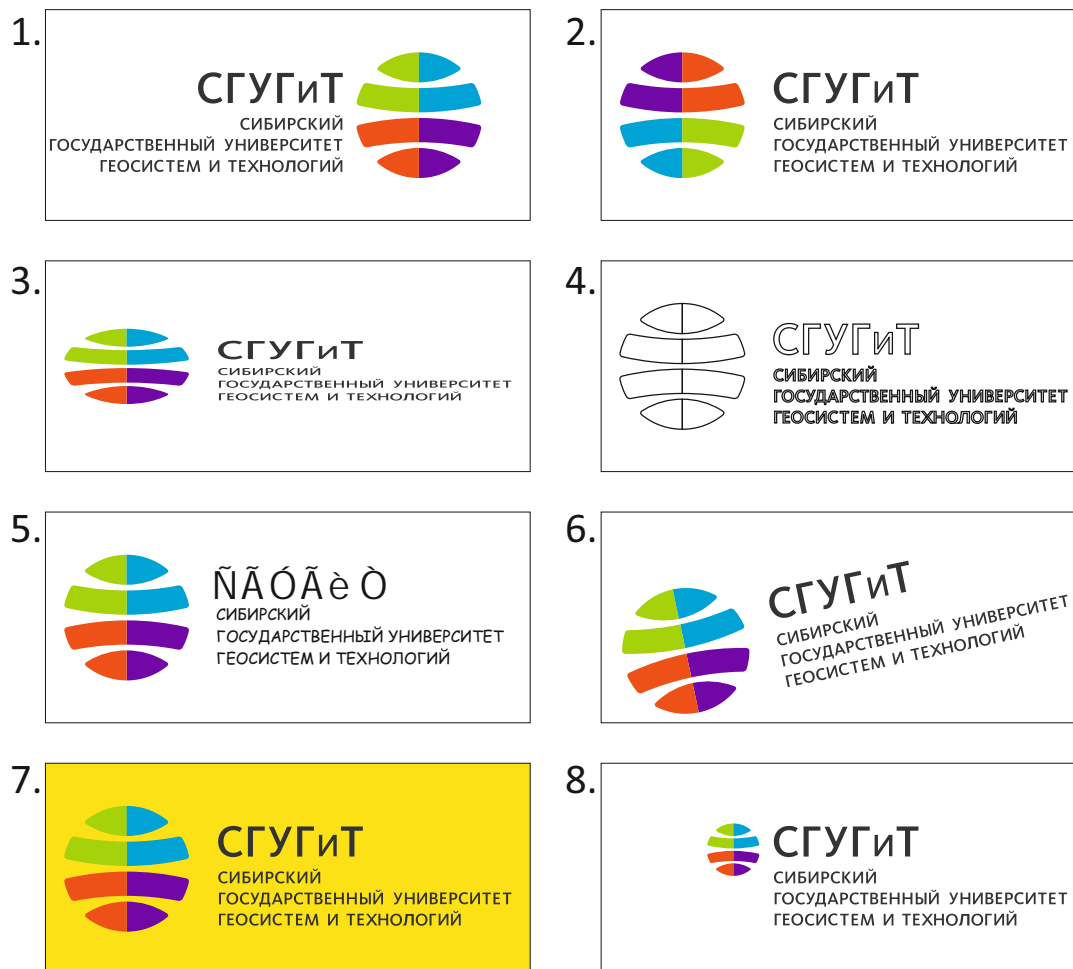 1.
СГУГиТ
СИБИРСКИЙ
ГОСУДАРСТВЕННЫЙ УНИВЕРСИТЕТ
ГЕОСИСТЕМ И ТЕХНОЛОГИЙ
2.
СГУГиТ
СИБИРСКИЙ
ГОСУДАРСТВЕННЫЙ УНИВЕРСИТЕТ
ГЕОСИСТЕМ И ТЕХНОЛОГИЙ
3.
СГУГиТ
СИБИРСКИЙ
ГОСУДАРСТВЕННЫЙ УНИВЕРСИТЕТ
ГЕОСИСТЕМ И ТЕХНОЛОГИЙ
4.
СГУГиТ
СИБИРСКИЙ
ГОСУДАРСТВЕННЫЙ УНИВЕРСИТЕТ
ГЕОСИСТЕМ И ТЕХНОЛОГИЙ
5.
ÑÃÓÃè Ò
СИБИРСКИЙ
ГОСУДАРСТВЕННЫЙ УНИВЕРСИТЕТ
ГЕОСИСТЕМ И ТЕХНОЛОГИЙ
6.
СГУГиТ
СИБИРСКИЙ
ГОСУДАРСТВЕННЫЙ УНИВЕРСИТЕТ
ГЕОСИСТЕМ И ТЕХНОЛОГИЙ
7.
СГУГиТ
СИБИРСКИЙ
ГОСУДАРСТВЕННЫЙ УНИВЕРСИТЕТ
ГЕОСИСТЕМ И ТЕХНОЛОГИЙ
8.
СГУГиТ
СИБИРСКИЙ
ГОСУДАРСТВЕННЫЙ УНИВЕРСИТЕТ
ГЕОСИСТЕМ И ТЕХНОЛОГИЙ